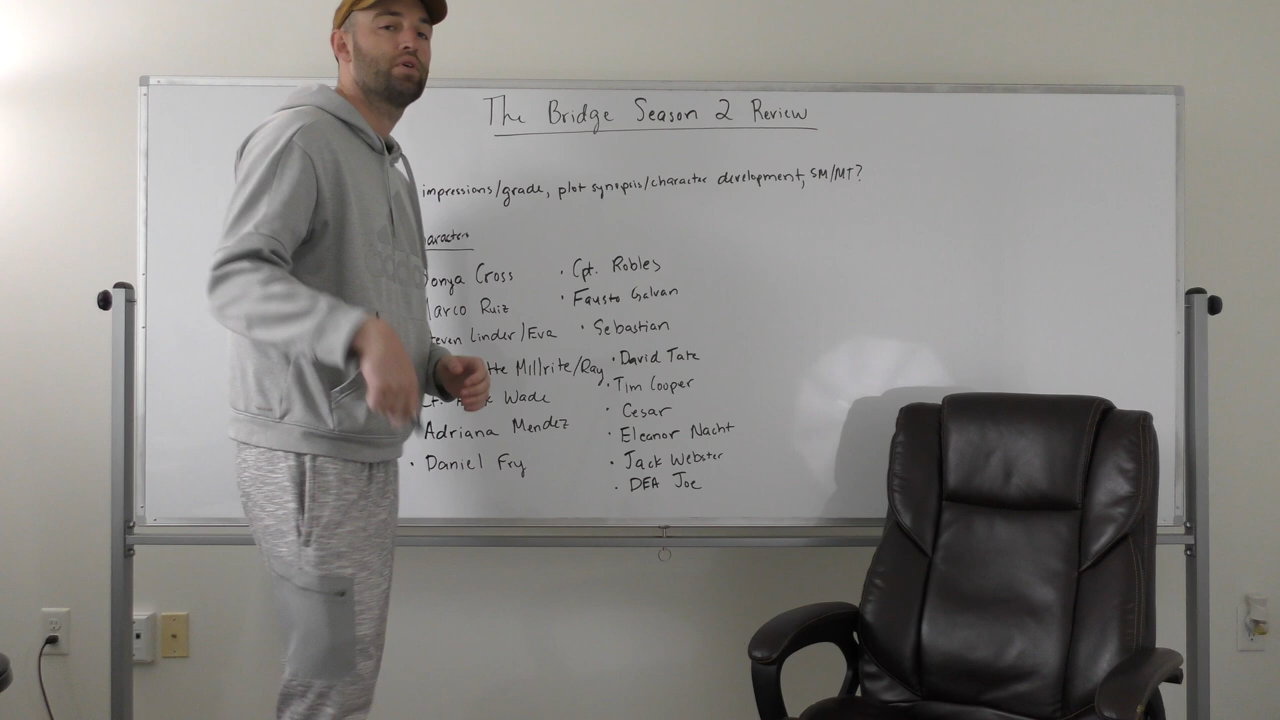 The Bridge Season 2 Review
impressions/grade, plot synopsis/character development, SM/MT?
aracters
onya Cross
arco Ruiz
teven Linder/Eva
tte Millrite/Ray
Lt. Wade
Adriana Mendez
• Daniel Fry
• Cpt. Robles
• Fausto Galvan
• Sebastian
• David Tate
• Tim Cooper
• Cesar
• Eleanor Nacht
• Jack Webster
• DEA Joe